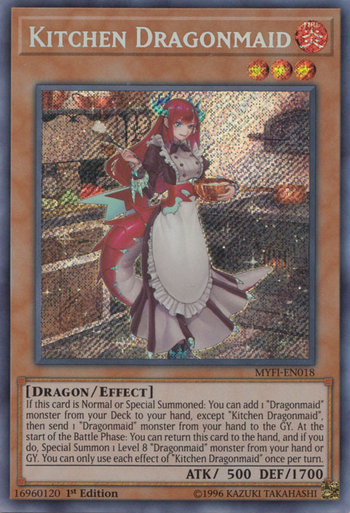 KITCHEN DRAGONMAID
FIRE
炎
MYFI-EN018
[DRAGON/EFFECT]
If this card is Normal or Special Summoned: You can add 1 "Dragonmaid"
monster from your Deck to your hand, except "Kitchen Dragonmaid",
then send 1 "Dragonmaid" monster from your hand to the GY. At the
start of the Battle Phase: You can return this card to the hand, and if you
do, Special Summon 1 Level 8 "Dragonmaid" monster from your hand or
GY. You can only use each effect of "Kitchen Dragonmaid" once per turn.
ATK/ 500 DEF/1700
16960120 1st Edition ©1996 KAZUKI TAKAHASHI